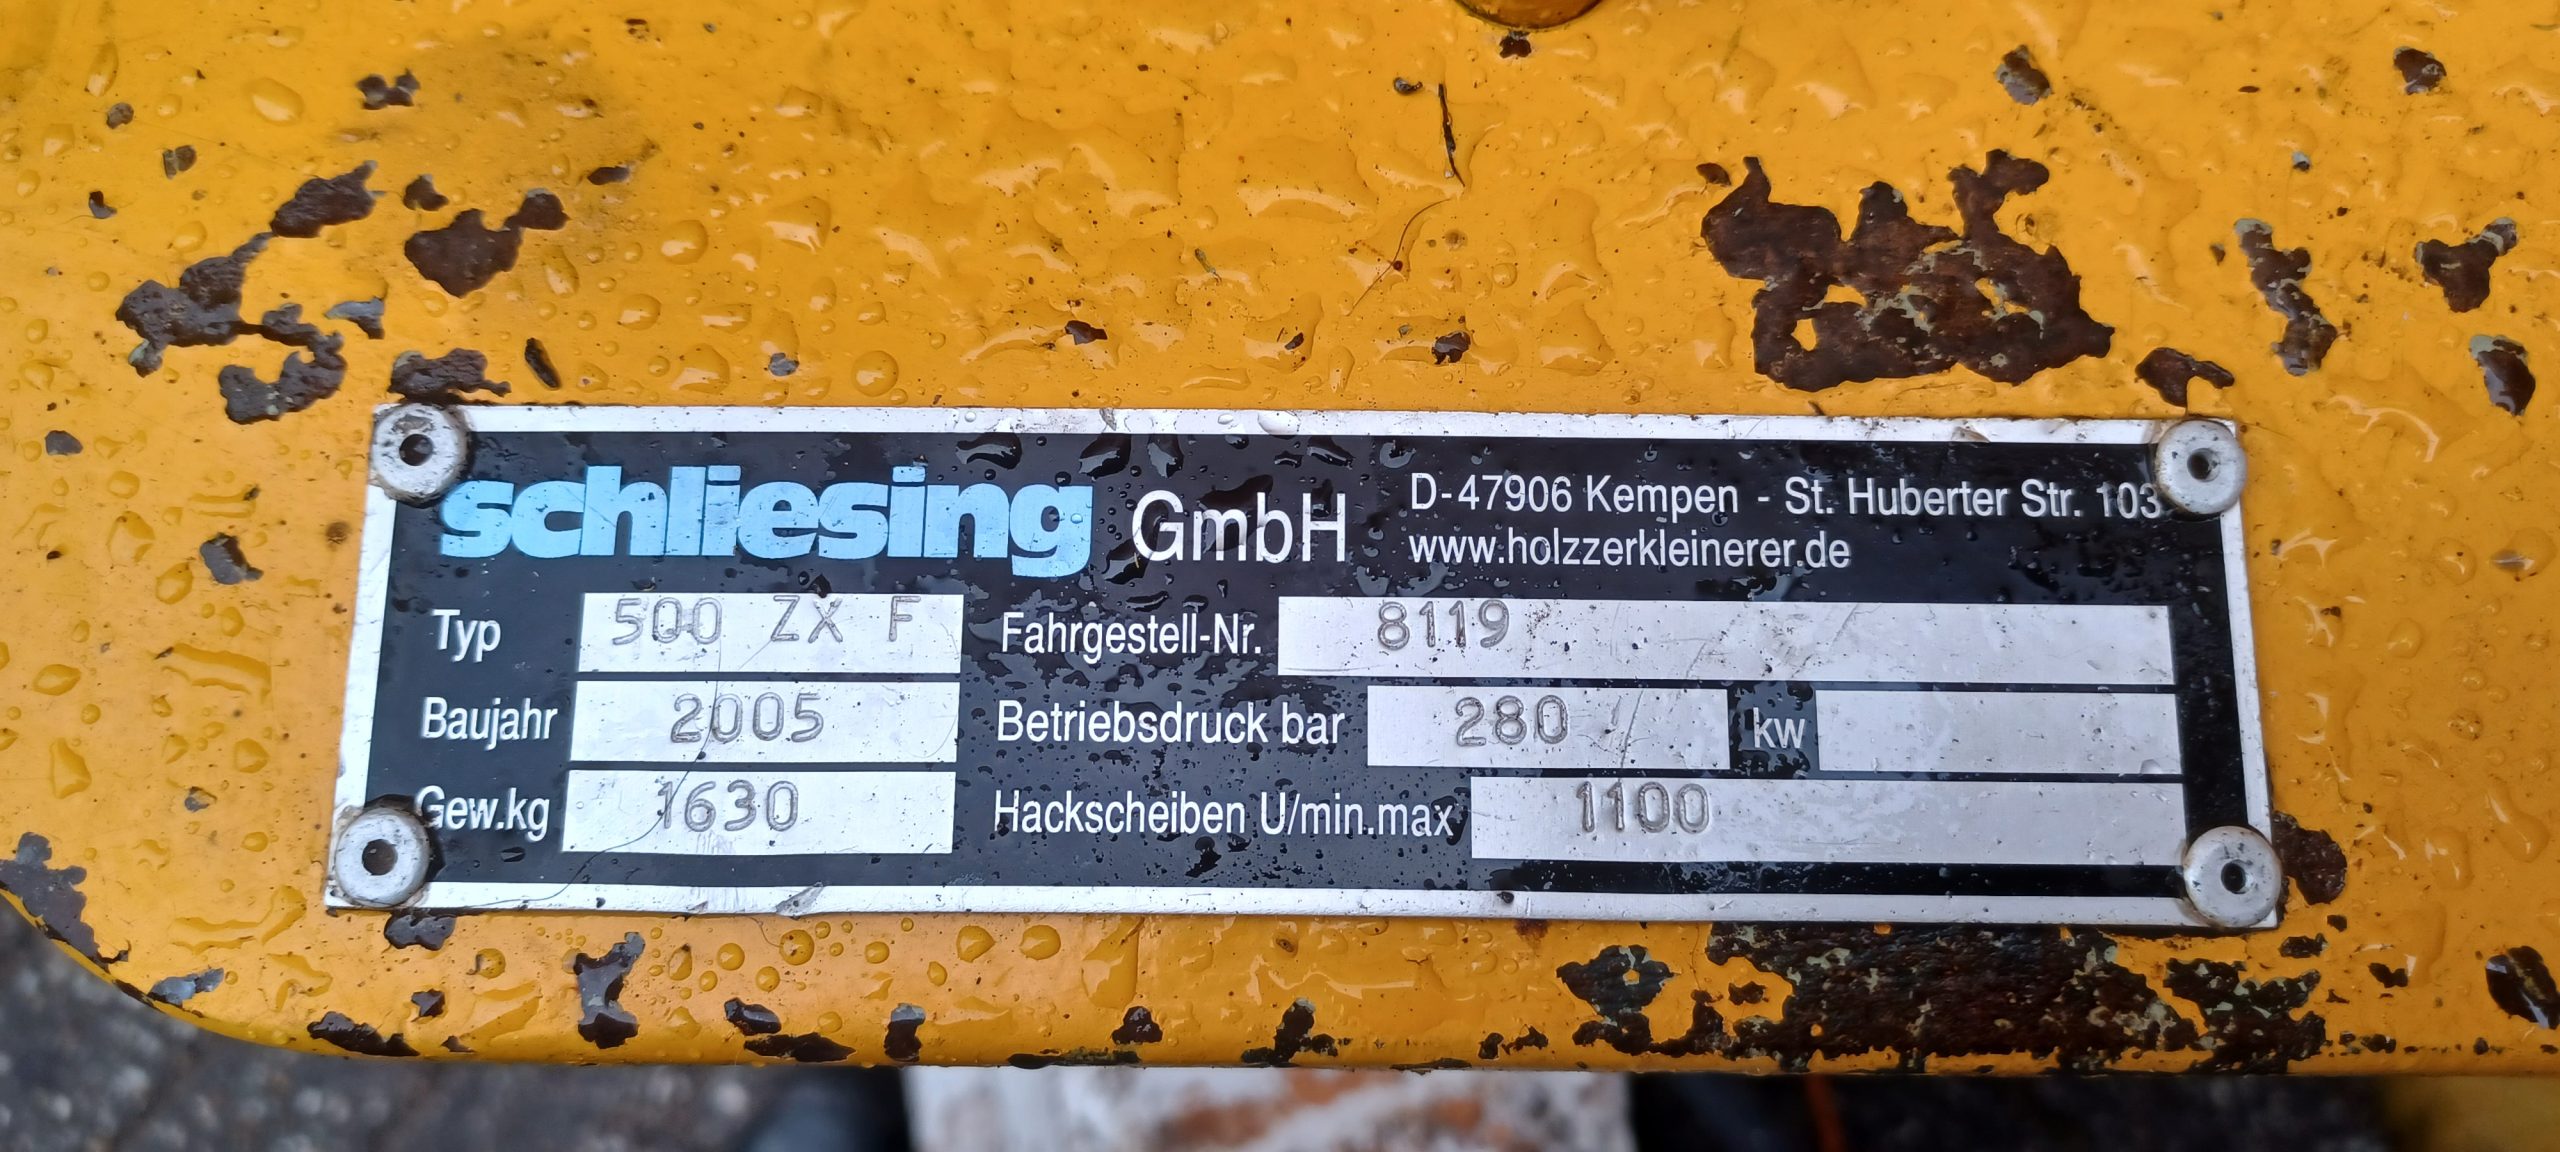 schliesing GmbH D-47906 Kempen - St. Huberter Str. 103
www.holzzerkleinerer.de
Typ 500 ZX F Fahrgestell-Nr. 8119
Baujahr 2005 Betriebsdruck bar 280 kw
Gew.kg 1630 Hackscheiben U/min.max 1100